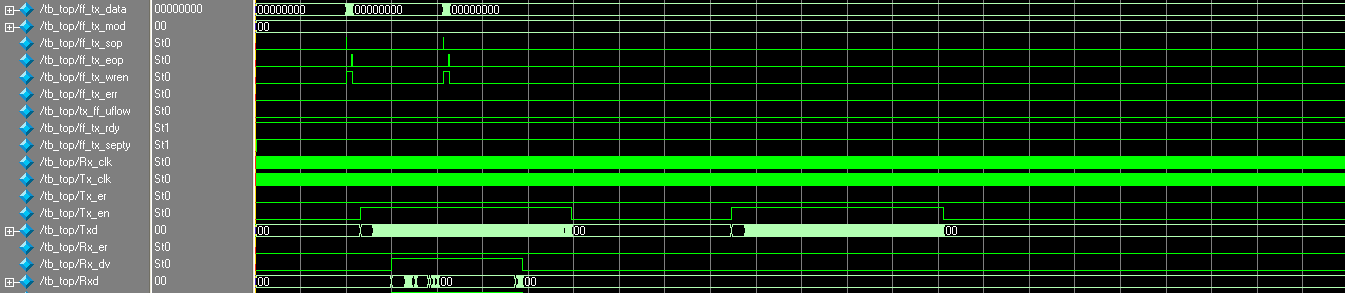 /tb_top/ff_tx_data 00000000 00000000 00000000 00000000
/tb_top/ff_tx_mod 00 00
/tb_top/ff_tx_sop St0
/tb_top/ff_tx_eop St0
/tb_top/ff_tx_wren St0
/tb_top/ff_tx_err St0
/tb_top/tx_ff_uflow St0
/tb_top/ff_tx_rdy St1
/tb_top/ff_tx_septy St1
/tb_top/Rx_clk St0
/tb_top/Tx_clk St0
/tb_top/Tx_er St0
/tb_top/Tx_en St0
/tb_top/Txd 00 00 00 00
/tb_top/Rx_er St0
/tb_top/Rx_dv St0
/tb_top/Rxd 00 00 00 00